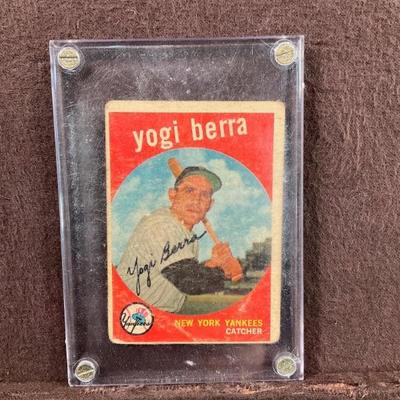 yogi berra
Yogi Berra
Yankees
NEW YORK YANKEES
CATCHER